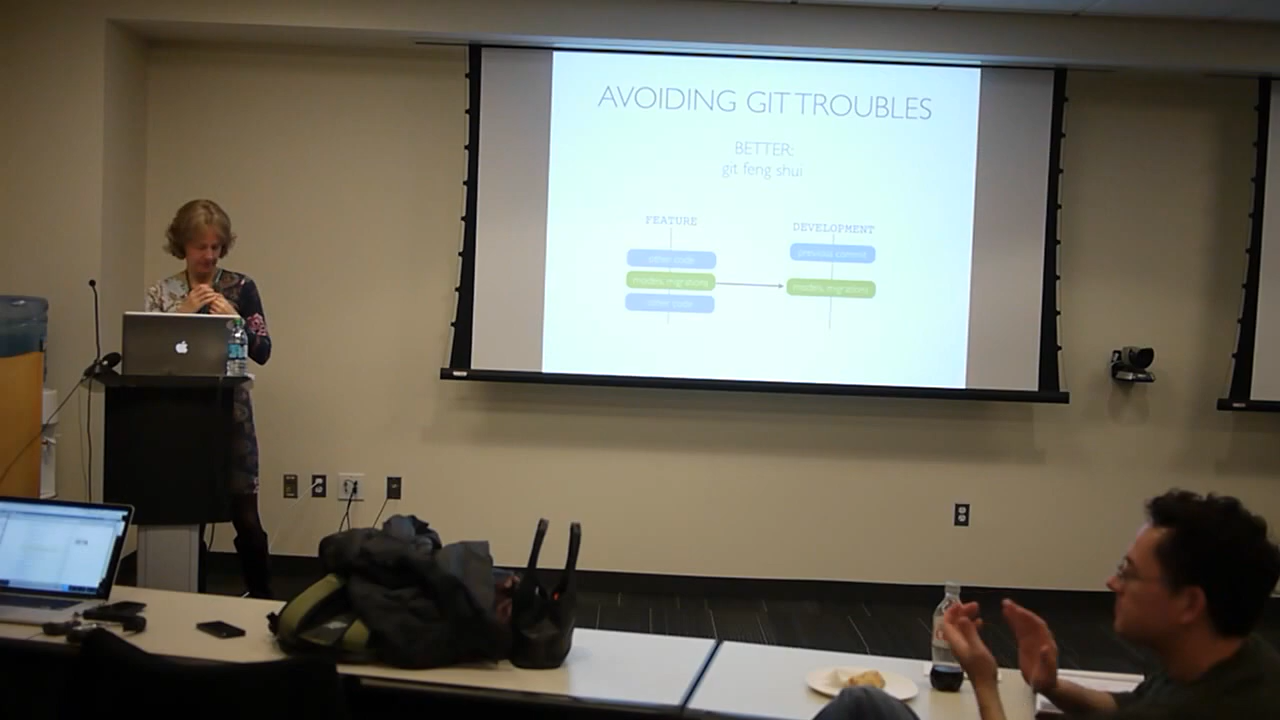 AVOIDING GIT TROUBLES
BETTER:
git feng shui
FEATURE
DEVELOPMENT
other code
previous commit
models, migrations
models, migrations
other code